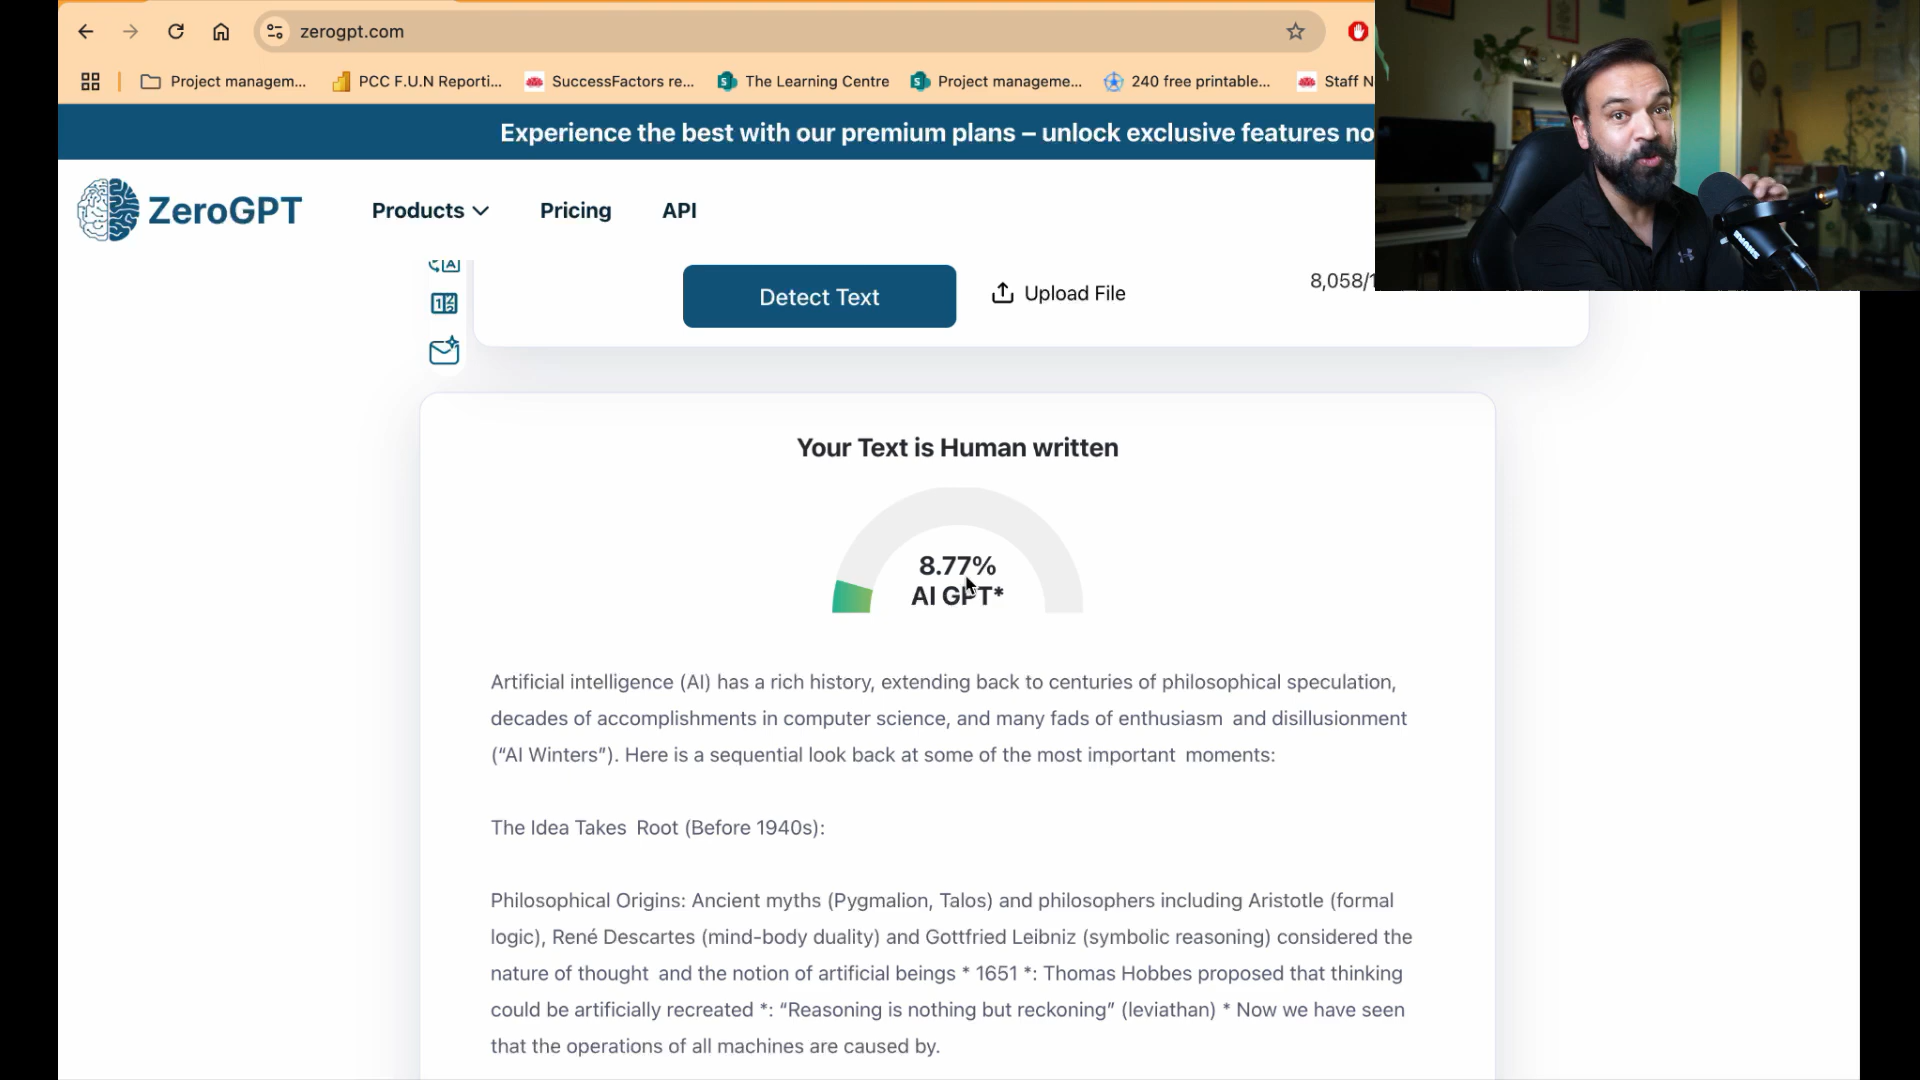 zerogpt.com
Project managem...
PCC F.U.N Reporti...
SuccessFactors re...
The Learning Centre
Project manageme...
240 free printable...
Staff N
Experience the best with our premium plans – unlock exclusive features no
ZeroGPT
Products
Pricing
API
Detect Text
Upload File
8,058/1
Your Text is Human written
8.77%
AI GPT*
Artificial intelligence (AI) has a rich history, extending back to centuries of philosophical speculation,
decades of accomplishments in computer science, and many fads of enthusiasm and disillusionment
(“AI Winters”). Here is a sequential look back at some of the most important moments:
The Idea Takes Root (Before 1940s):
Philosophical Origins: Ancient myths (Pygmalion, Talos) and philosophers including Aristotle (formal
logic), René Descartes (mind-body duality) and Gottfried Leibniz (symbolic reasoning) considered the
nature of thought and the notion of artificial beings * 1651 *: Thomas Hobbes proposed that thinking
could be artificially recreated *: “Reasoning is nothing but reckoning” (leviathan) * Now we have seen
that the operations of all machines are caused by.